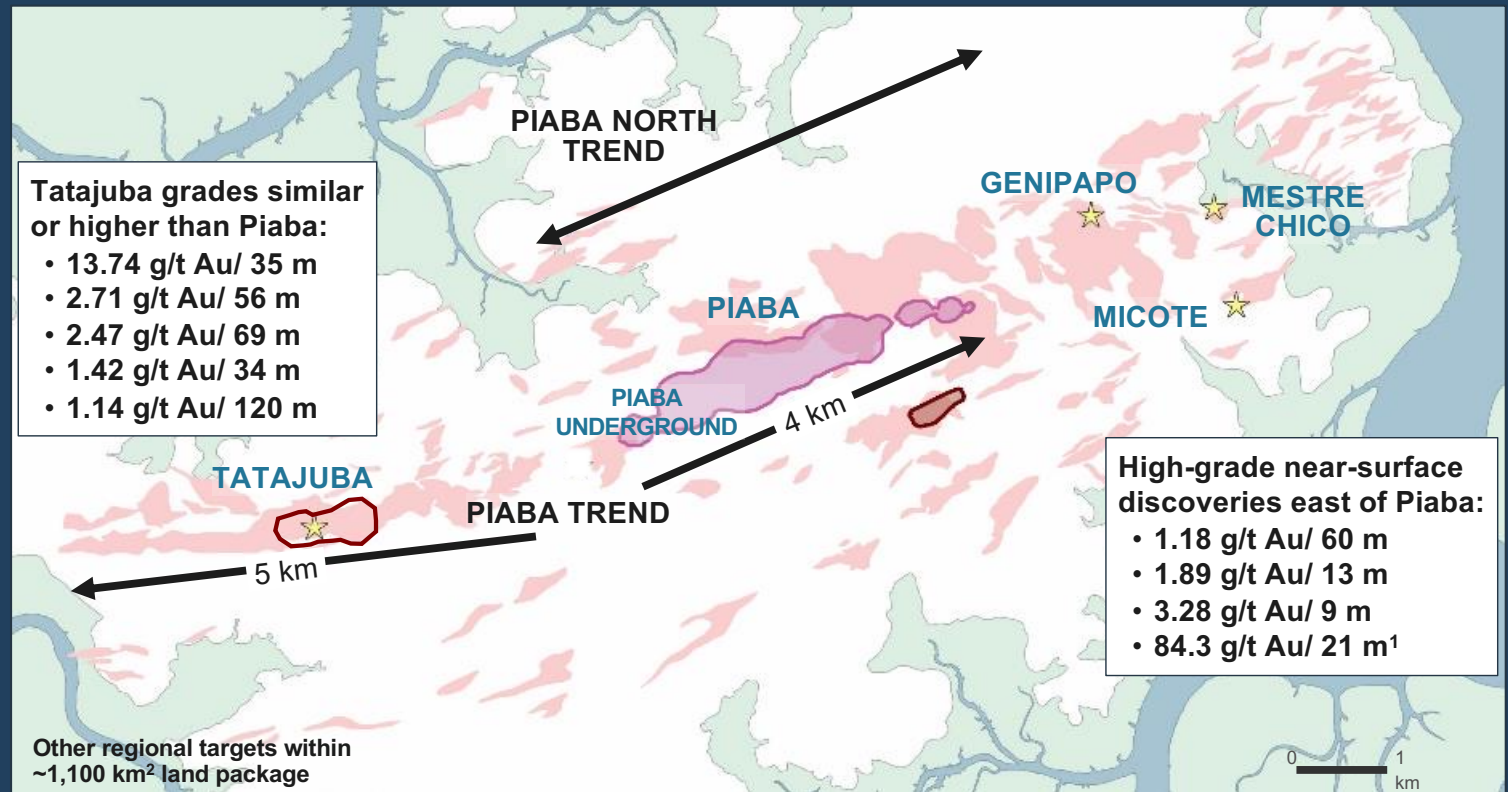 PIABA NORTH
TREND
Tatajuba grades similar
or higher than Piaba:
• 13.74 g/t Au/ 35 m
• 2.71 g/t Au/ 56 m
• 2.47 g/t Au/ 69 m
• 1.42 g/t Au/ 34 m
• 1.14 g/t Au/ 120 m
GENIPAPO
MESTRE
CHICO
MICOTE
PIABA
PIABA
UNDERGROUND
4 km
TATAJUBA
PIABA TREND
5 km
High-grade near-surface
discoveries east of Piaba:
• 1.18 g/t Au/ 60 m
• 1.89 g/t Au/ 13 m
• 3.28 g/t Au/ 9 m
• 84.3 g/t Au/ 21 m¹
Other regional targets within
~1,100 km² land package
0 1
km